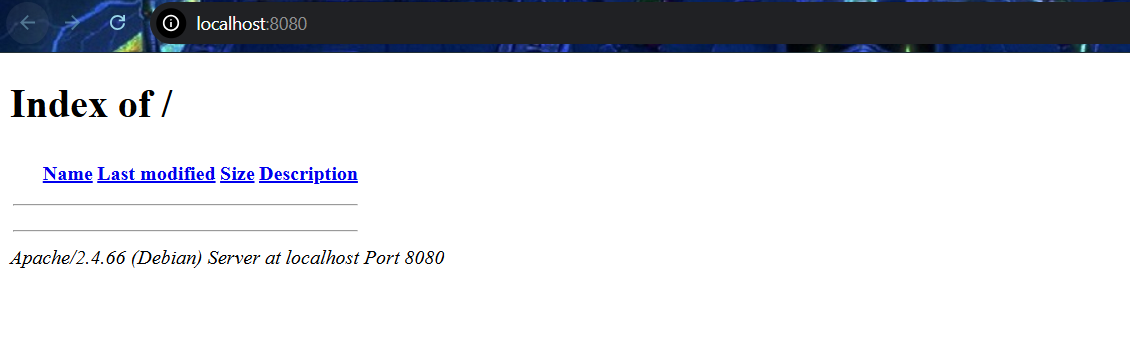 localhost:8080
Index of /
Name Last modified Size Description
Apache/2.4.66 (Debian) Server at localhost Port 8080